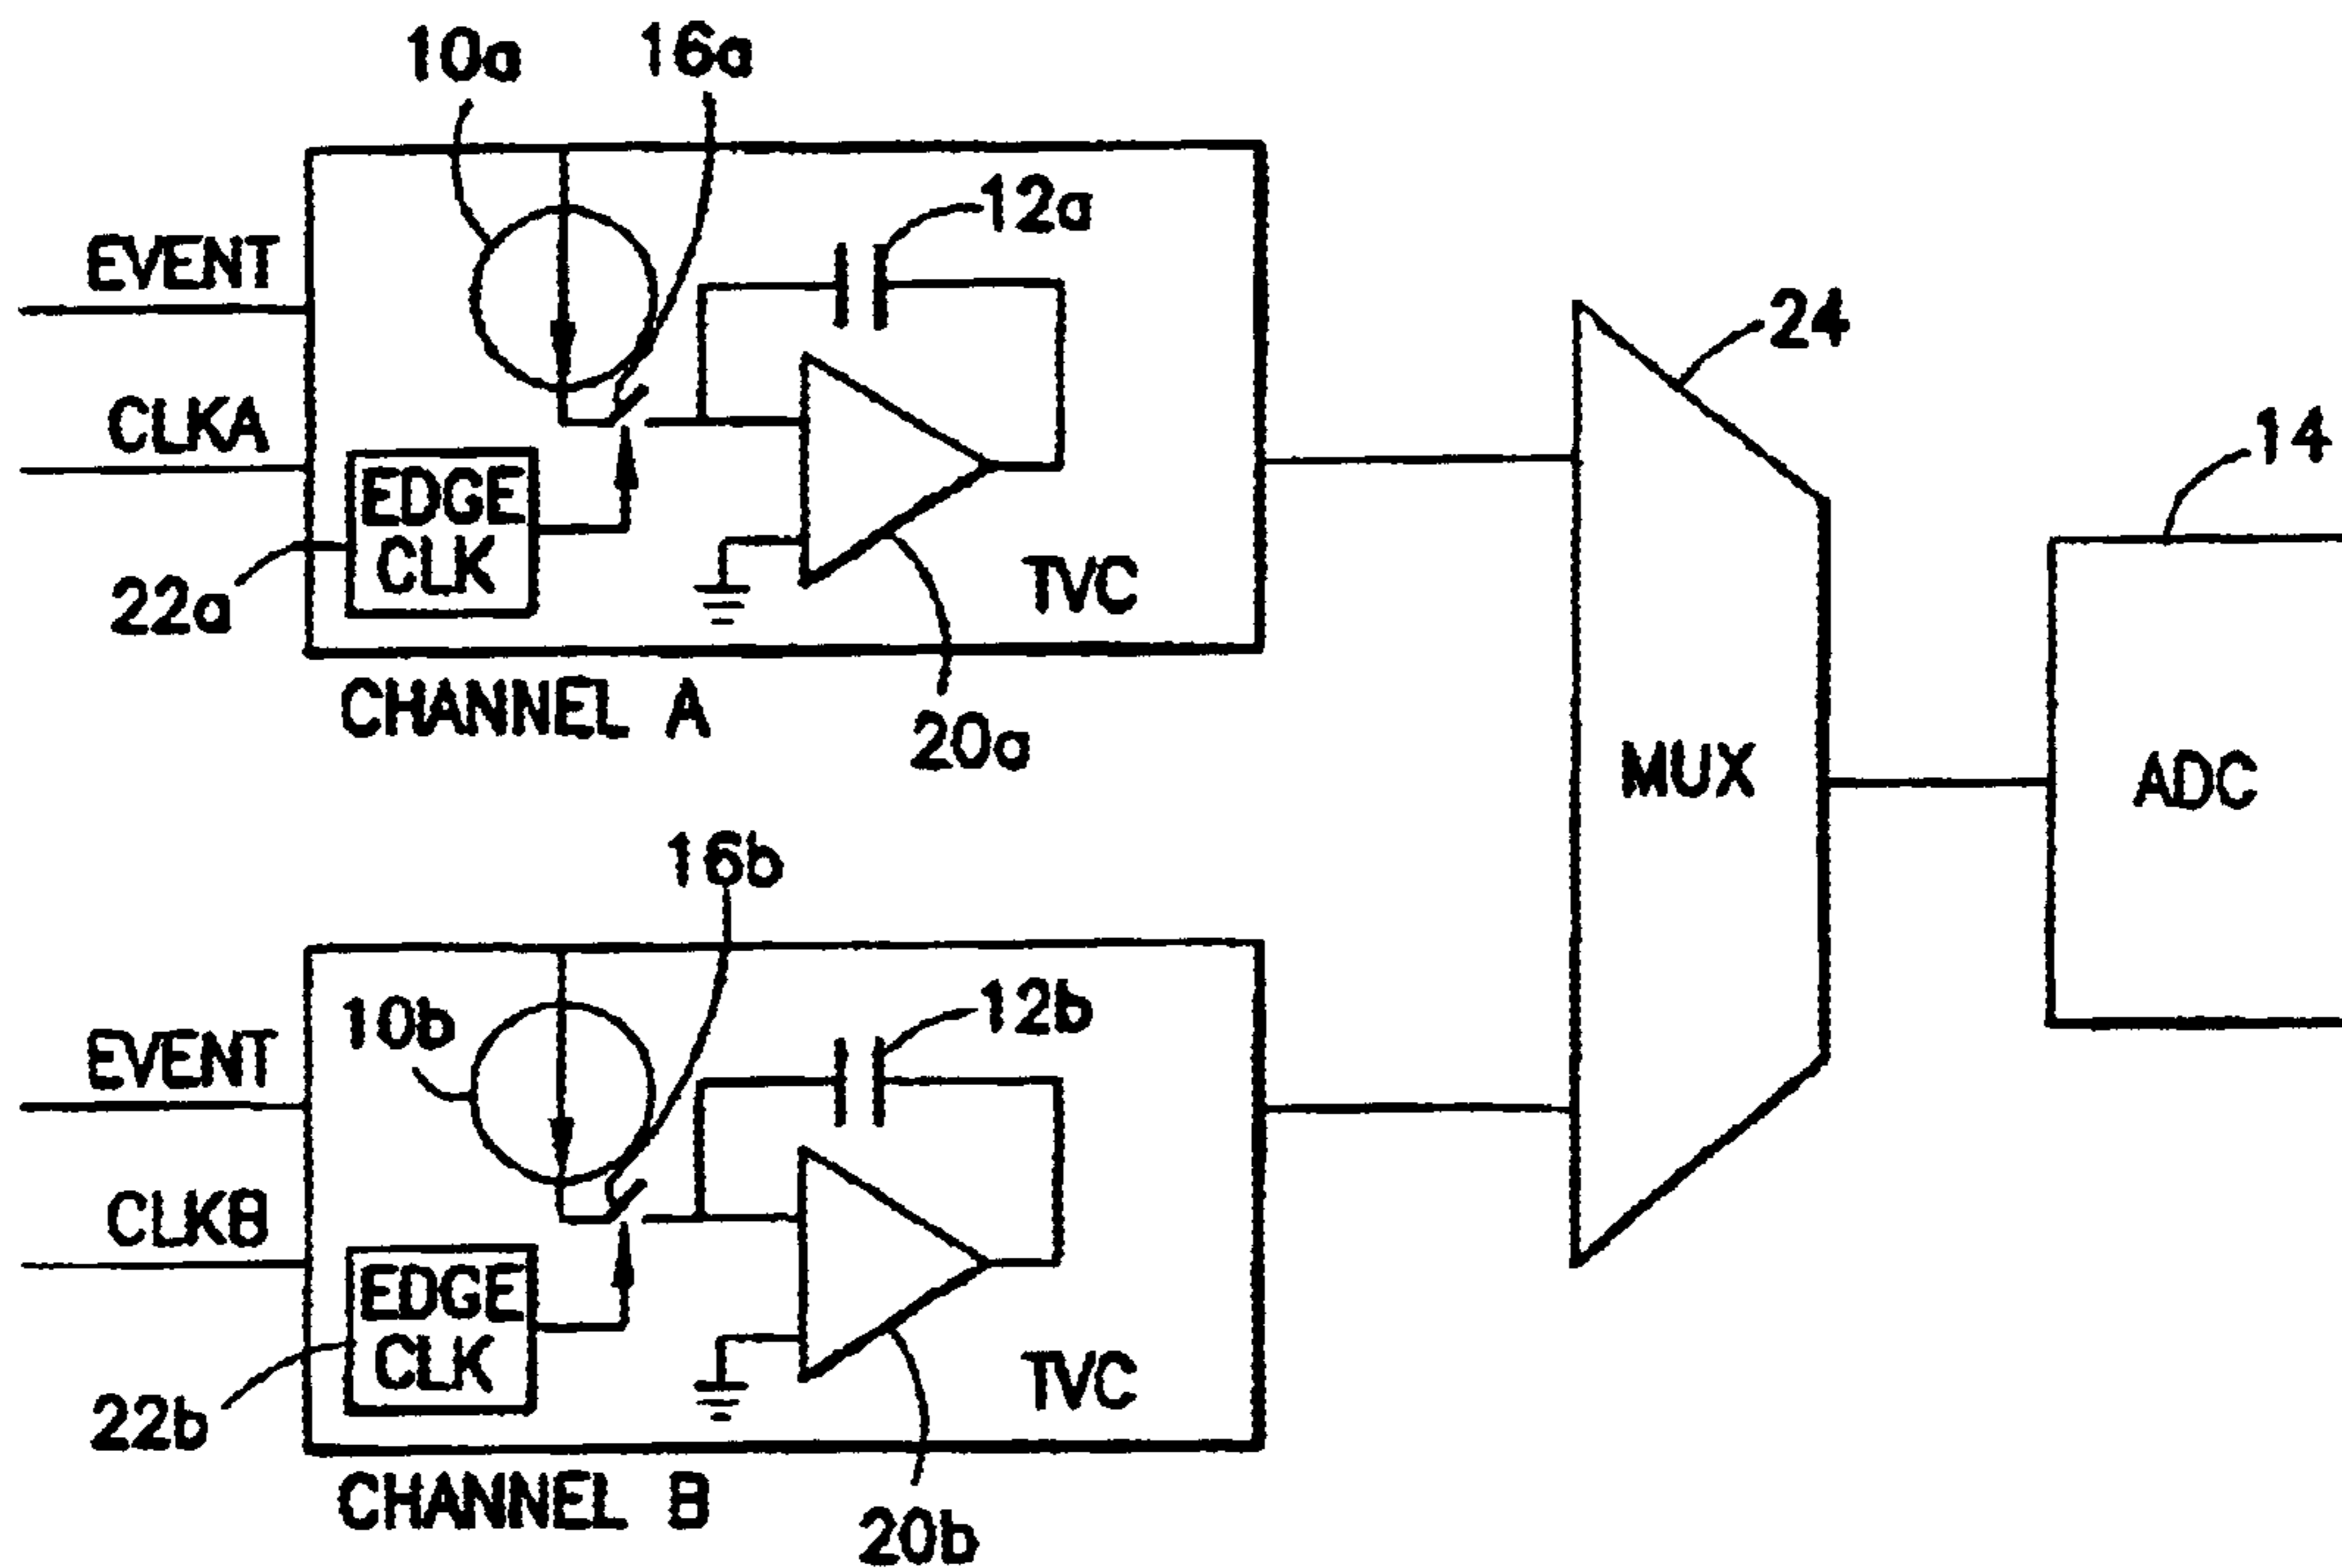 10a
16a
12a
EVENT
CLKA
EDGE
CLK
22a
TVC
CHANNEL A
20a
24
14
MUX
ADC
16b
10b
12b
EVENT
CLKB
EDGE
CLK
22b
TVC
CHANNEL B
20b